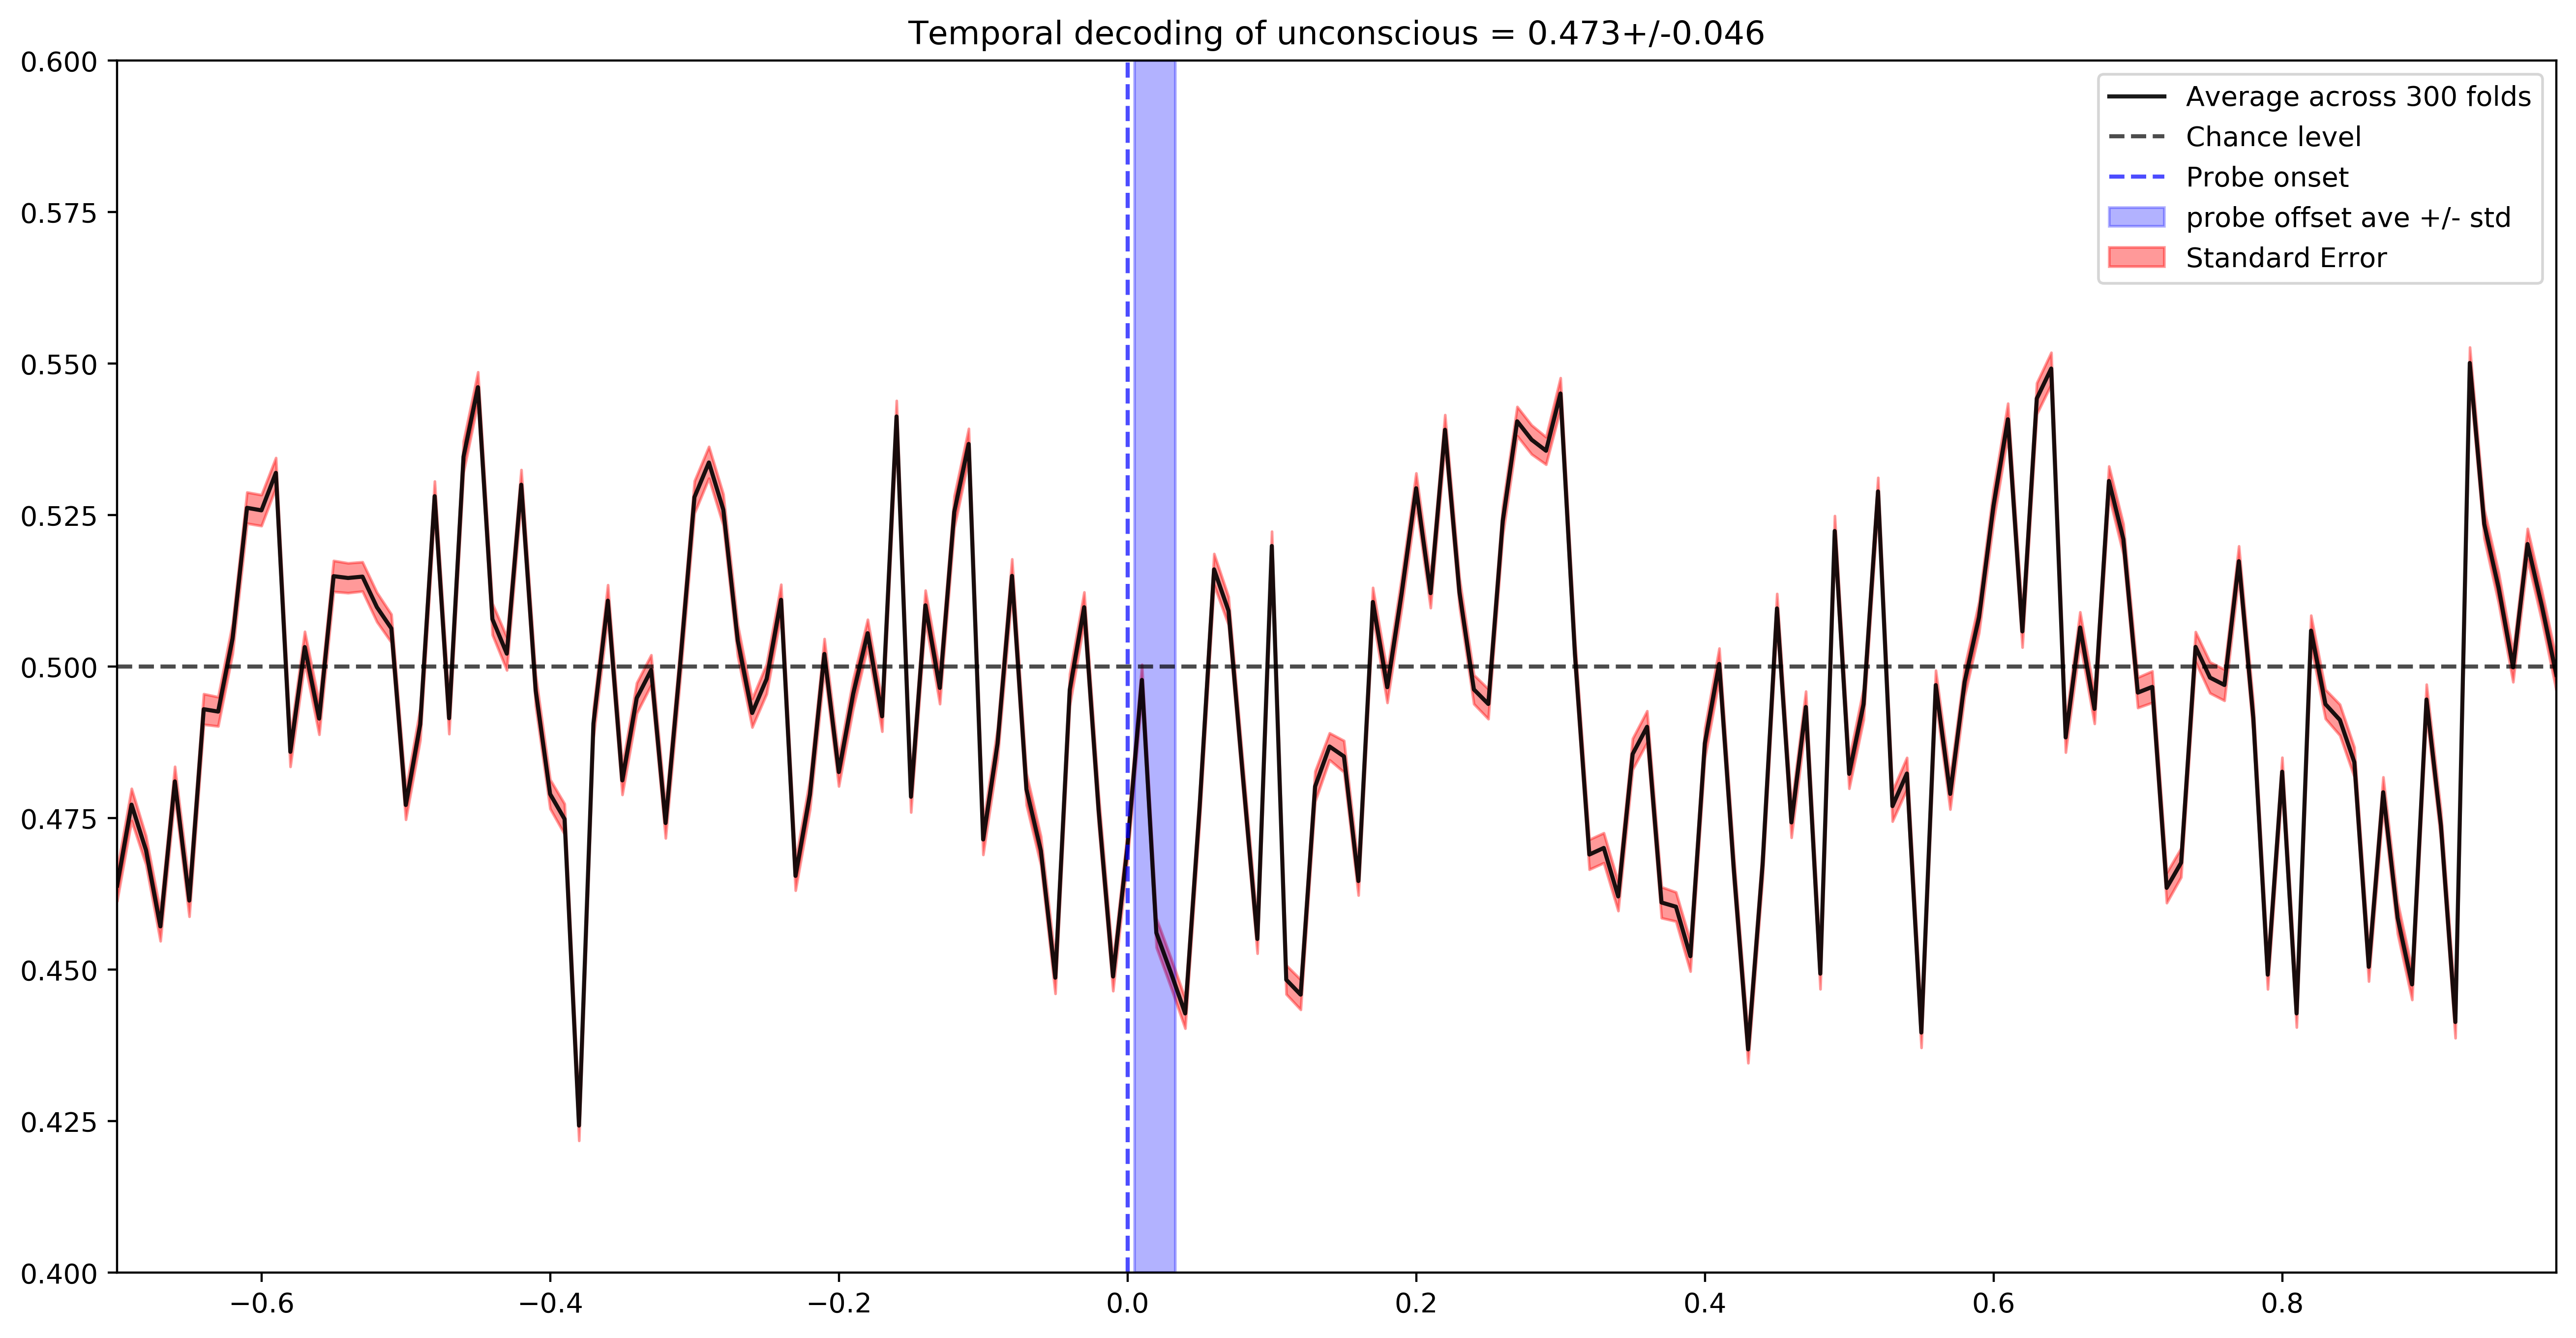 Temporal decoding of unconscious = 0.473+/-0.046
0.600
0.575
0.550
0.525
0.500
0.475
0.450
0.425
0.400
Average across 300 folds
Chance level
Probe onset
probe offset ave +/- std
Standard Error
−0.6 −0.4 −0.2 0.0 0.2 0.4 0.6 0.8